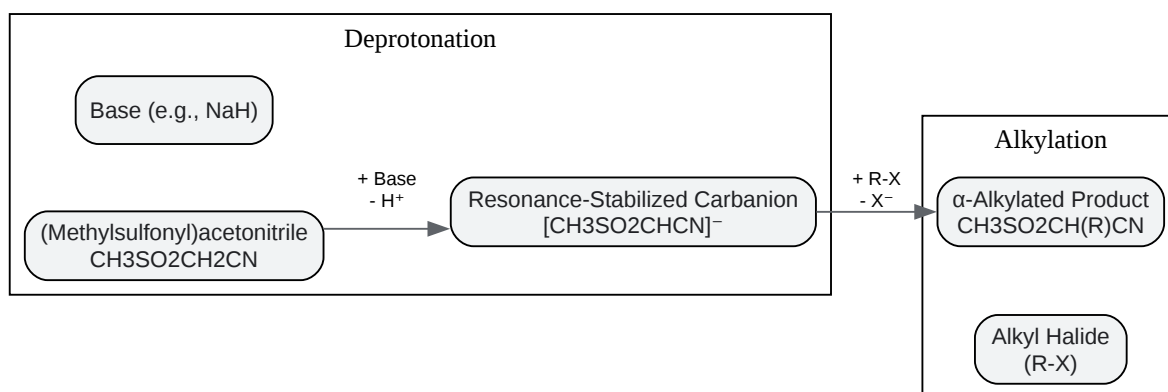 Deprotonation
Base (e.g., NaH)
(Methylsulfonyl)acetonitrile
CH3SO2CH2CN
+ Base
- H⁺
Resonance-Stabilized Carbanion
[CH3SO2CHCN]⁻
+ R-X
- X⁻
Alkylation
α-Alkylated Product
CH3SO2CH(R)CN
Alkyl Halide
(R-X)